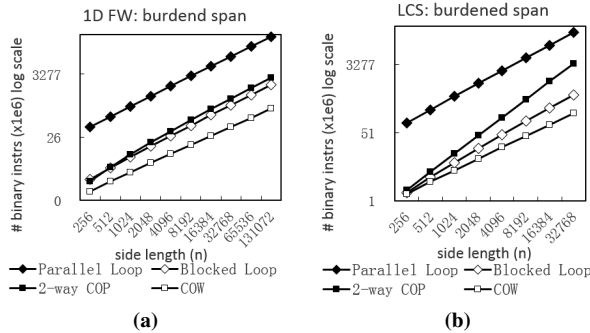 1D FW: burdend span
# binary instrs (x1e6) log scale
3277
26
0
256 512 1024 2048 4096 8192 16384 32768 65536 131072
side length (n)
Parallel Loop Blocked Loop
2-way COP COW
(a)
LCS: burdened span
# binary instrs (x1e6) log scale
3277
51
1
256 512 1024 2048 4096 8192 16384 32768
side length (n)
Parallel Loop Blocked Loop
2-way COP COW
(b)